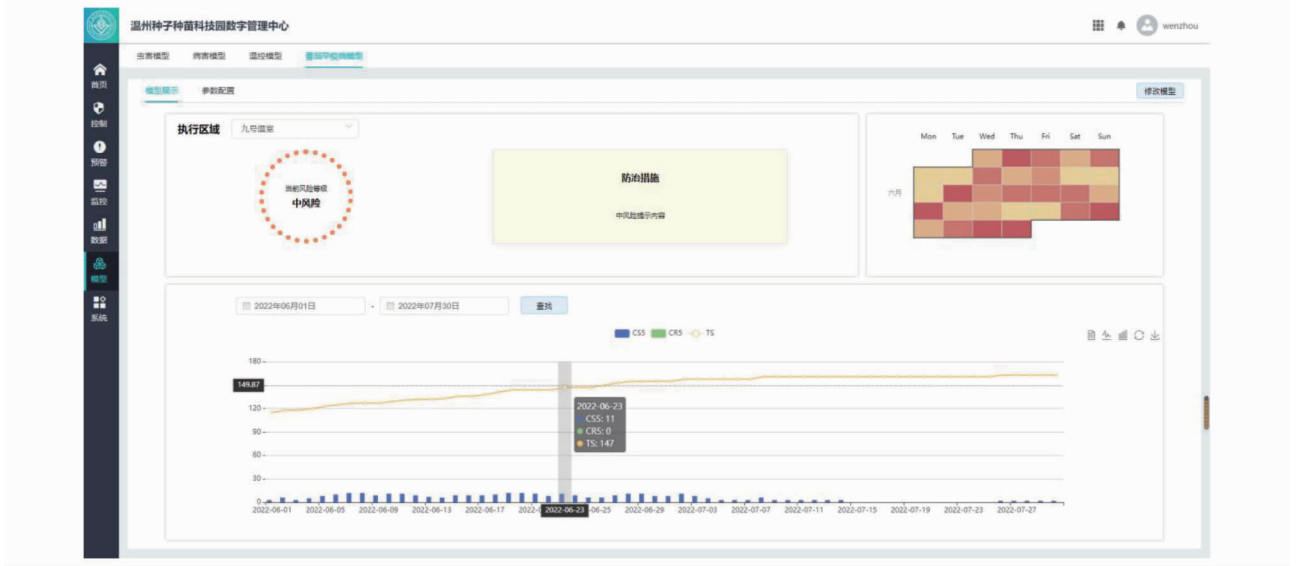 温州种子种苗科技园数字管理中心
wenzhou
虫害模型 病害模型 温控模型 番茄早疫病模型
首页
控制
预警
监控
数据
模型
系统
模型展示 参数配置
修改模型
执行区域 九号温室
当前风险等级
中风险
防治措施
中风险提示内容
Mon Tue Wed Thu Fri Sat Sun
六月
2022年06月01日 - 2022年07月30日 查找
CS5 CR5 TS
180
149.87
120
90
60
30
0
2022-06-23
CS5: 11
CR5: 0
TS: 147
2022-06-01 2022-06-05 2022-06-09 2022-06-13 2022-06-17 2022-0 2022-06-23 -06-25 2022-06-29 2022-07-03 2022-07-07 2022-07-11 2022-07-15 2022-07-19 2022-07-23 2022-07-27